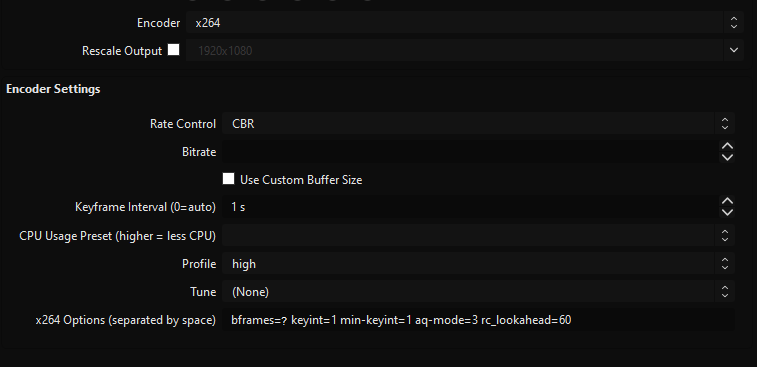 Encoder x264
Rescale Output 1920x1080
Encoder Settings
Rate Control CBR
Bitrate
Use Custom Buffer Size
Keyframe Interval (0=auto) 1 s
CPU Usage Preset (higher = less CPU)
Profile high
Tune (None)
x264 Options (separated by space) bframes=? keyint=1 min-keyint=1 aq-mode=3 rc_lookahead=60